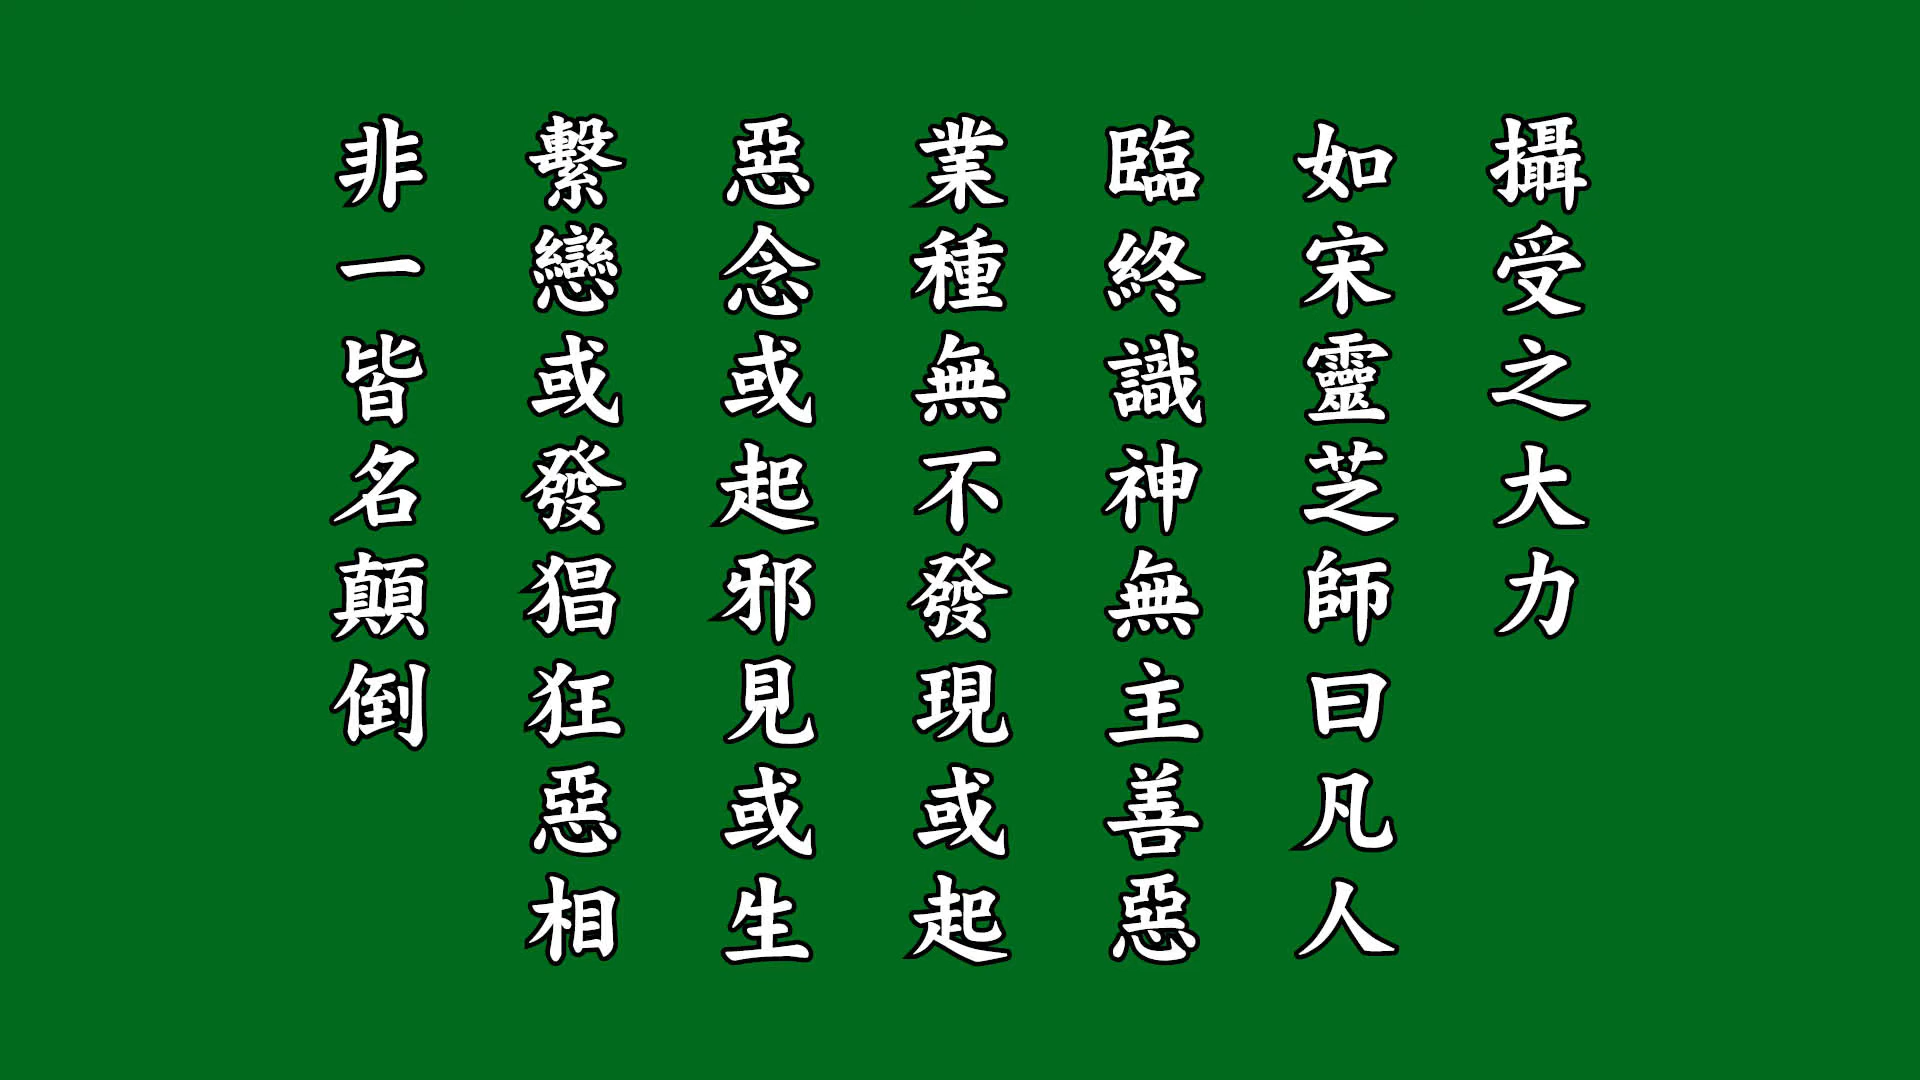 攝受之大力
如宋靈芝師曰凡人
臨終識神無主善惡
業種無不發現或起
惡念或起邪見或生
繫戀或發猖狂惡相
非一皆名顛倒